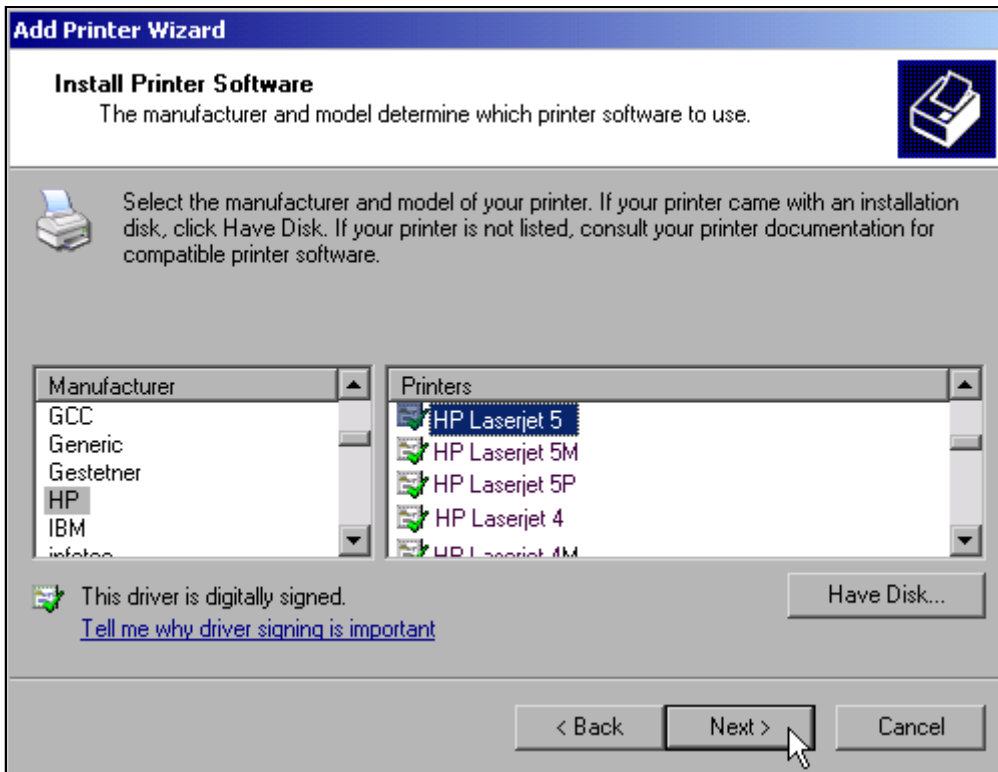 Add Printer Wizard
Install Printer Software
The manufacturer and model determine which printer software to use.
Select the manufacturer and model of your printer. If your printer came with an installation
disk, click Have Disk. If your printer is not listed, consult your printer documentation for
compatible printer software.
Manufacturer
GCC
Generic
Gestetner
HP
IBM
Printers
HP Laserjet 5
HP Laserjet 5M
HP Laserjet 5P
HP Laserjet 4
HP Laserjet 4M
This driver is digitally signed.
Tell me why driver signing is important
Have Disk...
< Back
Next >
Cancel